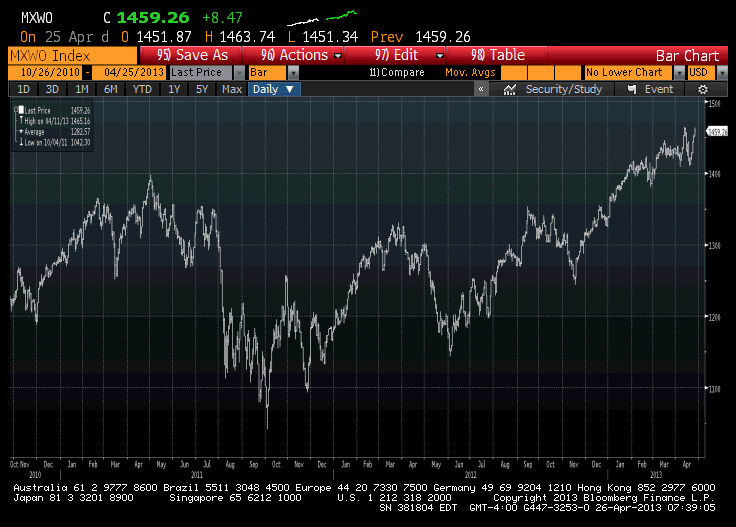 MXWO C 1459.26 +8.47
On 25 Apr d O 1451.87 H 1463.74 L 1451.34 Prev 1459.26
MXWO Index 95) Save As 96) Actions 97) Edit 98) Table Bar Chart
10/26/2010 - 04/25/2013 Last Price Bar 11) Compare Mov. Avgs No Lower Chart USD
1D 3D 1M 6M YTD 1Y 5Y Max Daily ▼ « Security/Study Event
1500
Last Price 1459.26
High on 04/11/13 1465.16
Average 1282.57
Low on 10/04/11 1042.30
1459.26
1400
1300
1200
1100
Oct Nov Dec Jan Feb Mar Apr May Jun Jul Aug Sep Oct Nov Dec Jan Feb Mar Apr May Jun Jul Aug Sep Oct Nov Dec Jan Feb Mar Apr
2010 2011 2012 2013
Australia 61 2 9777 8600 Brazil 5511 3048 4500 Europe 44 20 7330 7500 Germany 49 69 9204 1210 Hong Kong 852 2977 6000
Japan 81 3 3201 8900 Singapore 65 6212 1000 U.S. 1 212 318 2000 Copyright 2013 Bloomberg Finance L.P.
SN 381804 EDT GMT-4:00 G447-3253-0 26-Apr-2013 07:39:05